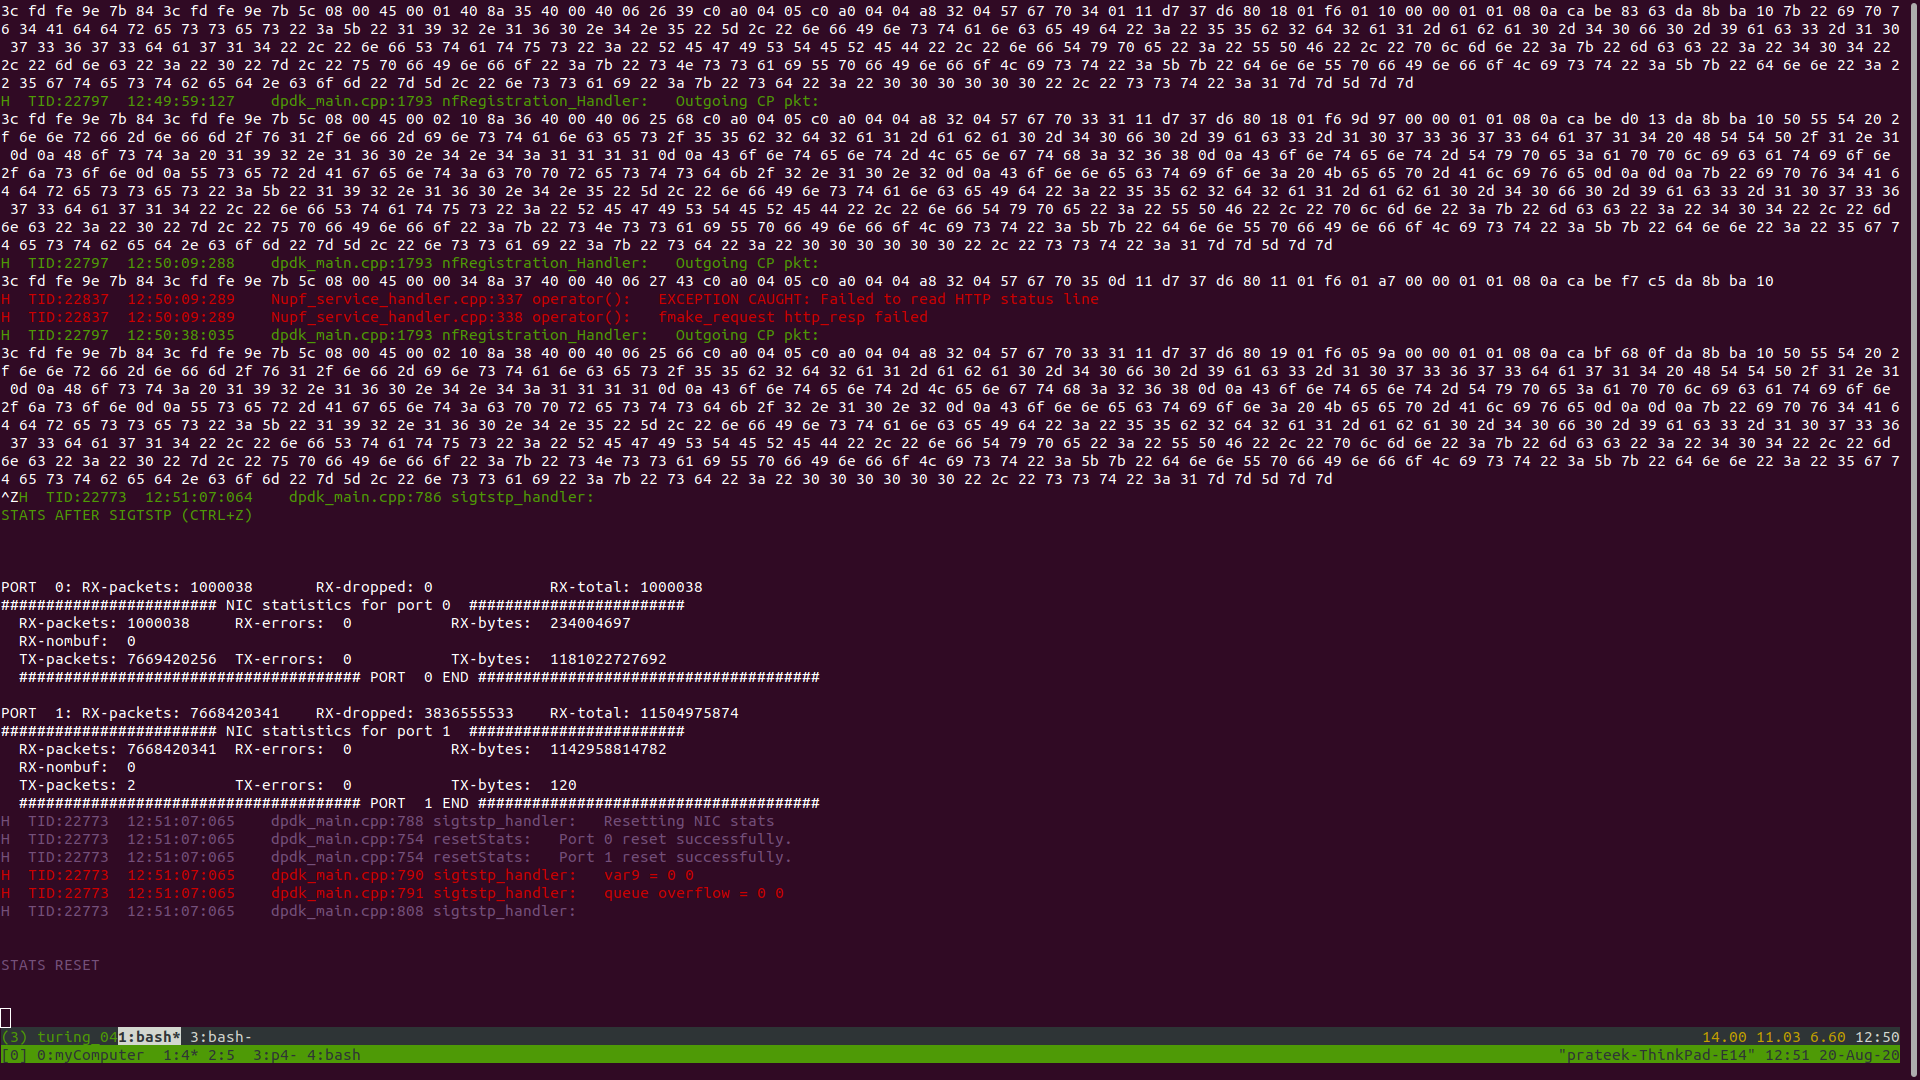 3c fd fe 9e 7b 84 3c fd fe 9e 7b 5c 08 00 45 00 01 40 8a 35 40 00 40 06 26 39 c0 a0 04 05 c0 a0 04 04 a8 32 04 57 67 70 34 01 11 d7 37 d6 80 18 01 f6 01 10 00 00 01 01 08 0a ca be 83 63 da 8b ba 10 7b 22 69 70 7
6 34 41 64 64 72 65 73 73 65 73 22 3a 5b 22 31 39 32 2e 31 36 30 2e 34 2e 35 22 5d 2c 22 6e 66 49 6e 73 74 61 6e 63 65 49 64 22 3a 22 35 35 62 32 64 32 61 31 2d 61 62 61 30 2d 34 30 66 30 2d 39 61 63 33 2d 31 30
37 33 36 37 33 64 61 37 31 34 22 2c 22 6e 66 53 74 61 74 75 73 22 3a 22 52 45 47 49 53 54 45 52 45 44 22 2c 22 6e 66 54 79 70 65 22 3a 22 55 50 46 22 2c 22 70 6c 6d 6e 22 3a 7b 22 6d 63 63 22 3a 22 34 30 34 22
2c 22 6d 6e 63 22 3a 22 30 22 7d 2c 22 75 70 66 49 6e 66 6f 22 3a 7b 22 73 4e 73 73 61 69 55 70 66 49 6e 66 6f 4c 69 73 74 22 3a 5b 7b 22 64 6e 6e 55 70 66 49 6e 66 6f 4c 69 73 74 22 3a 5b 7b 22 64 6e 6e 22 3a 2
2 35 67 74 65 73 74 62 65 64 2e 63 6f 6d 22 7d 5d 2c 22 6e 73 73 61 69 22 3a 7b 22 73 64 22 3a 22 30 30 30 30 30 30 22 2c 22 73 73 74 22 3a 31 7d 7d 5d 7d 7d
H  TID:22797  12:49:59:127    dpdk_main.cpp:1793 nfRegistration_Handler:   Outgoing CP pkt:
3c fd fe 9e 7b 84 3c fd fe 9e 7b 5c 08 00 45 00 02 10 8a 36 40 00 40 06 25 68 c0 a0 04 05 c0 a0 04 04 a8 32 04 57 67 70 33 31 11 d7 37 d6 80 18 01 f6 9d 97 00 00 01 01 08 0a ca be d0 13 da 8b ba 10 50 55 54 20 2
f 6e 6e 72 66 2d 6e 66 6d 2f 76 31 2f 6e 66 2d 69 6e 73 74 61 6e 63 65 73 2f 35 35 62 32 64 32 61 31 2d 61 62 61 30 2d 34 30 66 30 2d 39 61 63 33 2d 31 30 37 33 36 37 33 64 61 37 31 34 20 48 54 54 50 2f 31 2e 31
0d 0a 48 6f 73 74 3a 20 31 39 32 2e 31 36 30 2e 34 2e 34 3a 31 31 31 31 0d 0a 43 6f 6e 74 65 6e 74 2d 4c 65 6e 67 74 68 3a 32 36 38 0d 0a 43 6f 6e 74 65 6e 74 2d 54 79 70 65 3a 61 70 70 6c 69 63 61 74 69 6f 6e
2f 6a 73 6f 6e 0d 0a 55 73 65 72 2d 41 67 65 6e 74 3a 63 70 70 72 65 73 74 73 64 6b 2f 32 2e 31 30 2e 32 0d 0a 43 6f 6e 6e 65 63 74 69 6f 6e 3a 20 4b 65 65 70 2d 41 6c 69 76 65 0d 0a 0d 0a 7b 22 69 70 76 34 41 6
4 64 72 65 73 73 65 73 22 3a 5b 22 31 39 32 2e 31 36 30 2e 34 2e 35 22 5d 2c 22 6e 66 49 6e 73 74 61 6e 63 65 49 64 22 3a 22 35 35 62 32 64 32 61 31 2d 61 62 61 30 2d 34 30 66 30 2d 39 61 63 33 2d 31 30 37 33 36
37 33 64 61 37 31 34 22 2c 22 6e 66 53 74 61 74 75 73 22 3a 22 52 45 47 49 53 54 45 52 45 44 22 2c 22 6e 66 54 79 70 65 22 3a 22 55 50 46 22 2c 22 70 6c 6d 6e 22 3a 7b 22 6d 63 63 22 3a 22 34 30 34 22 2c 22 6d
6e 63 22 3a 22 30 22 7d 2c 22 75 70 66 49 6e 66 6f 22 3a 7b 22 73 4e 73 73 61 69 55 70 66 49 6e 66 6f 4c 69 73 74 22 3a 5b 7b 22 64 6e 6e 55 70 66 49 6e 66 6f 4c 69 73 74 22 3a 5b 7b 22 64 6e 6e 22 3a 22 35 67 7
4 65 73 74 62 65 64 2e 63 6f 6d 22 7d 5d 2c 22 6e 73 73 61 69 22 3a 7b 22 73 64 22 3a 22 30 30 30 30 30 30 22 2c 22 73 73 74 22 3a 31 7d 7d 5d 7d 7d
H  TID:22797  12:50:09:288    dpdk_main.cpp:1793 nfRegistration_Handler:   Outgoing CP pkt:
3c fd fe 9e 7b 84 3c fd fe 9e 7b 5c 08 00 45 00 00 34 8a 37 40 00 40 06 27 43 c0 a0 04 05 c0 a0 04 04 a8 32 04 57 67 70 35 0d 11 d7 37 d6 80 11 01 f6 01 a7 00 00 01 01 08 0a ca be f7 c5 da 8b ba 10
H  TID:22837  12:50:09:289    Nupf_service_handler.cpp:337 operator():   EXCEPTION CAUGHT: Failed to read HTTP status line
H  TID:22837  12:50:09:289    Nupf_service_handler.cpp:338 operator():   fmake_request http_resp failed
H  TID:22797  12:50:38:035    dpdk_main.cpp:1793 nfRegistration_Handler:   Outgoing CP pkt:
3c fd fe 9e 7b 84 3c fd fe 9e 7b 5c 08 00 45 00 02 10 8a 38 40 00 40 06 25 66 c0 a0 04 05 c0 a0 04 04 a8 32 04 57 67 70 33 31 11 d7 37 d6 80 19 01 f6 05 9a 00 00 01 01 08 0a ca bf 68 0f da 8b ba 10 50 55 54 20 2
f 6e 6e 72 66 2d 6e 66 6d 2f 76 31 2f 6e 66 2d 69 6e 73 74 61 6e 63 65 73 2f 35 35 62 32 64 32 61 31 2d 61 62 61 30 2d 34 30 66 30 2d 39 61 63 33 2d 31 30 37 33 36 37 33 64 61 37 31 34 20 48 54 54 50 2f 31 2e 31
0d 0a 48 6f 73 74 3a 20 31 39 32 2e 31 36 30 2e 34 2e 34 3a 31 31 31 31 0d 0a 43 6f 6e 74 65 6e 74 2d 4c 65 6e 67 74 68 3a 32 36 38 0d 0a 43 6f 6e 74 65 6e 74 2d 54 79 70 65 3a 61 70 70 6c 69 63 61 74 69 6f 6e
2f 6a 73 6f 6e 0d 0a 55 73 65 72 2d 41 67 65 6e 74 3a 63 70 70 72 65 73 74 73 64 6b 2f 32 2e 31 30 2e 32 0d 0a 43 6f 6e 6e 65 63 74 69 6f 6e 3a 20 4b 65 65 70 2d 41 6c 69 76 65 0d 0a 0d 0a 7b 22 69 70 76 34 41 6
4 64 72 65 73 73 65 73 22 3a 5b 22 31 39 32 2e 31 36 30 2e 34 2e 35 22 5d 2c 22 6e 66 49 6e 73 74 61 6e 63 65 49 64 22 3a 22 35 35 62 32 64 32 61 31 2d 61 62 61 30 2d 34 30 66 30 2d 39 61 63 33 2d 31 30 37 33 36
37 33 64 61 37 31 34 22 2c 22 6e 66 53 74 61 74 75 73 22 3a 22 52 45 47 49 53 54 45 52 45 44 22 2c 22 6e 66 54 79 70 65 22 3a 22 55 50 46 22 2c 22 70 6c 6d 6e 22 3a 7b 22 6d 63 63 22 3a 22 34 30 34 22 2c 22 6d
6e 63 22 3a 22 30 22 7d 2c 22 75 70 66 49 6e 66 6f 22 3a 7b 22 73 4e 73 73 61 69 55 70 66 49 6e 66 6f 4c 69 73 74 22 3a 5b 7b 22 64 6e 6e 55 70 66 49 6e 66 6f 4c 69 73 74 22 3a 5b 7b 22 64 6e 6e 22 3a 22 35 67 7
4 65 73 74 62 65 64 2e 63 6f 6d 22 7d 5d 2c 22 6e 73 73 61 69 22 3a 7b 22 73 64 22 3a 22 30 30 30 30 30 30 22 2c 22 73 73 74 22 3a 31 7d 7d 5d 7d 7d
^ZH  TID:22773  12:51:07:064    dpdk_main.cpp:786 sigtstp_handler:
STATS AFTER SIGTSTP (CTRL+Z)
PORT  0: RX-packets: 1000038       RX-dropped: 0             RX-total: 1000038
######################## NIC statistics for port 0  ########################
RX-packets: 1000038     RX-errors:  0           RX-bytes:  234004697
RX-nombuf:  0
TX-packets: 7669420256  TX-errors:  0           TX-bytes:  1181022727692
###################################### PORT  0 END ######################################
PORT  1: RX-packets: 7668420341    RX-dropped: 3836555533    RX-total: 11504975874
######################## NIC statistics for port 1  ########################
RX-packets: 7668420341  RX-errors:  0           RX-bytes:  1142958814782
RX-nombuf:  0
TX-packets: 2           TX-errors:  0           TX-bytes:  120
###################################### PORT  1 END ######################################
H  TID:22773  12:51:07:065    dpdk_main.cpp:788 sigtstp_handler:   Resetting NIC stats
H  TID:22773  12:51:07:065    dpdk_main.cpp:754 resetStats:   Port 0 reset successfully.
H  TID:22773  12:51:07:065    dpdk_main.cpp:754 resetStats:   Port 1 reset successfully.
H  TID:22773  12:51:07:065    dpdk_main.cpp:790 sigtstp_handler:   var9 = 0 0
H  TID:22773  12:51:07:065    dpdk_main.cpp:791 sigtstp_handler:   queue overflow = 0 0
H  TID:22773  12:51:07:065    dpdk_main.cpp:808 sigtstp_handler:
STATS RESET
(3) turing_041:bash* 3:bash- 14.00 11.03 6.60 12:50
[0] 0:myComputer  1:4* 2:5  3:p4- 4:bash "prateek-ThinkPad-E14" 12:51 20-Aug-20